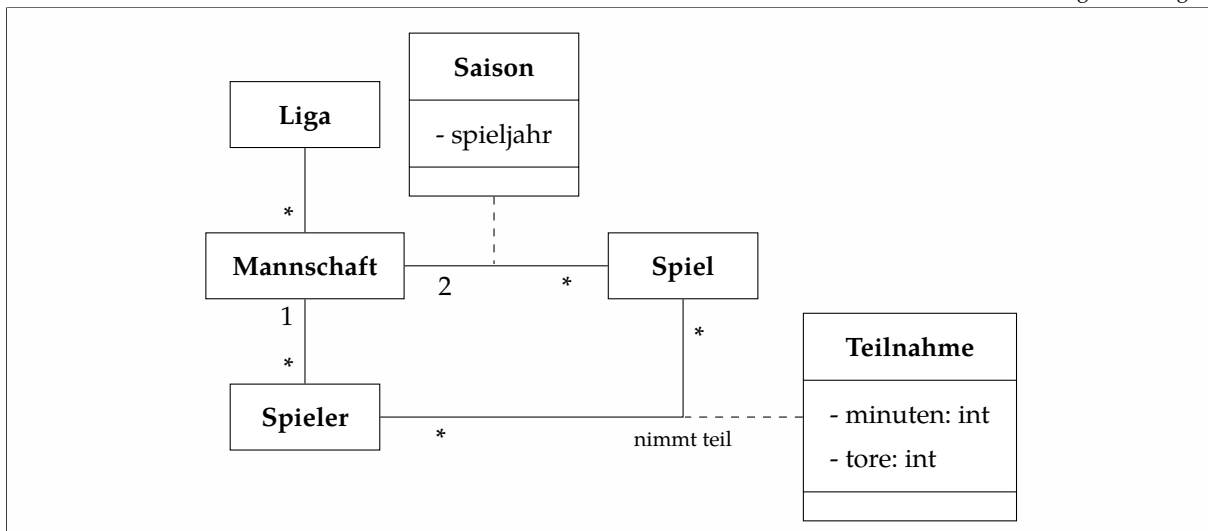 Saison
Liga
- spieljahr
*
Mannschaft
Spiel
2
*
1
*
*
Teilnahme
Spieler
- minuten: int
*
nimmt teil
- tore: int